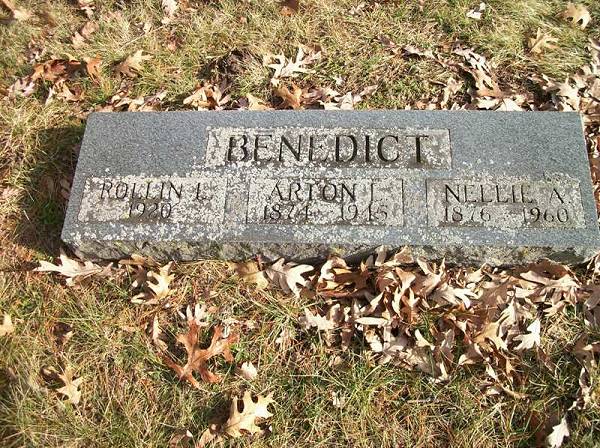 BENEDICT
ROLLIN L.
1920
ARTON L.
1874 1945
NELLIE A.
1876 1960